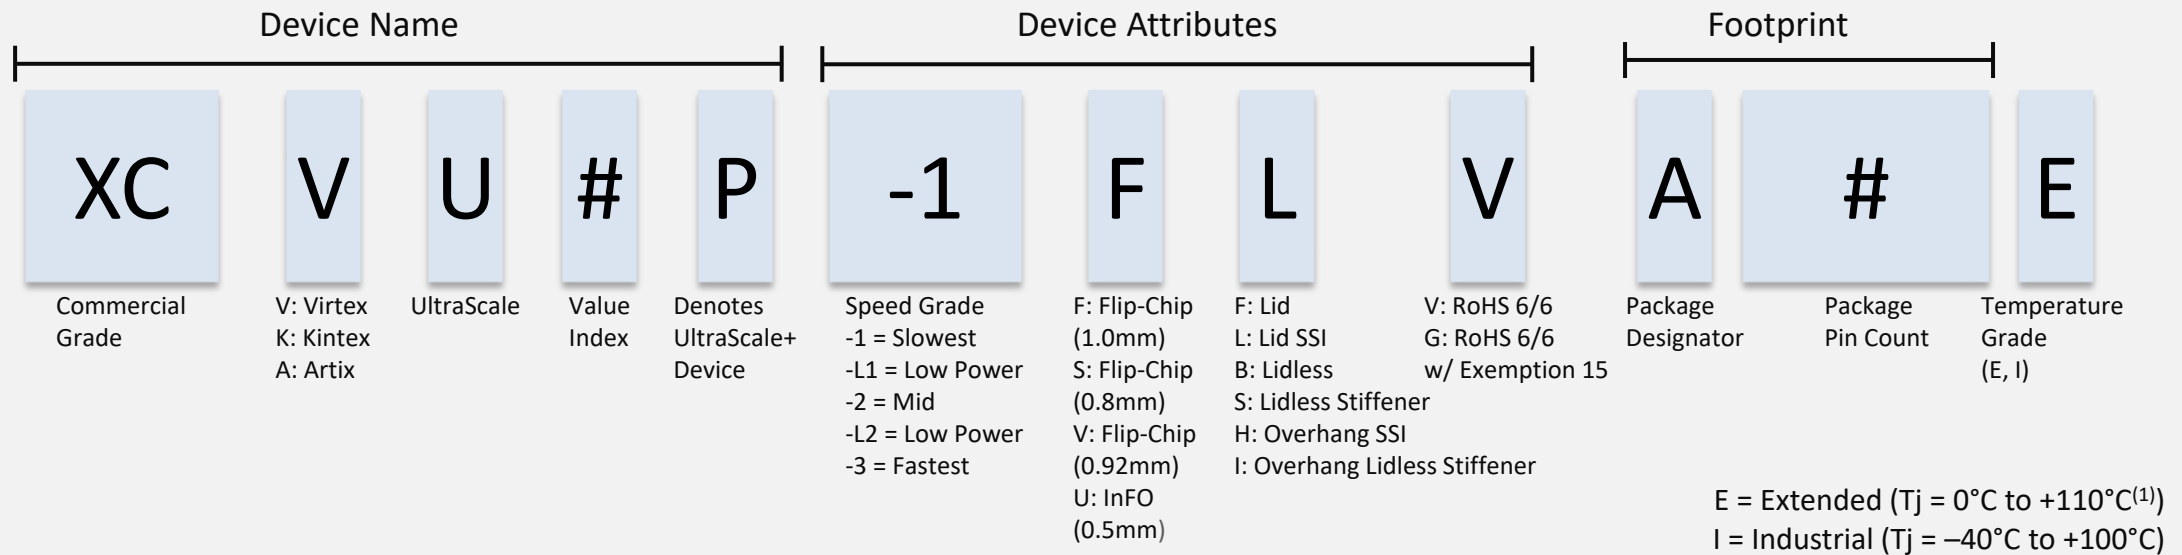 Device Name
Device Attributes
Footprint
XC
V
U
#
P
-1
F
L
V
A
#
E
Commercial
Grade
V: Virtex
K: Kintex
A: Artix
UltraScale
Value
Index
Denotes
UltraScale+
Device
Speed Grade
-1 = Slowest
-L1 = Low Power
-2 = Mid
-L2 = Low Power
-3 = Fastest
F: Flip-Chip
(1.0mm)
S: Flip-Chip
(0.8mm)
V: Flip-Chip
(0.92mm)
U: InFO
(0.5mm)
F: Lid
L: Lid SSI
B: Lidless
S: Lidless Stiffener
H: Overhang SSI
I: Overhang Lidless Stiffener
V: RoHS 6/6
G: RoHS 6/6
w/ Exemption 15
Package
Designator
Package
Pin Count
Temperature
Grade
(E, I)
E = Extended (Tj = 0°C to +110°C(1))
I = Industrial (Tj = –40°C to +100°C)